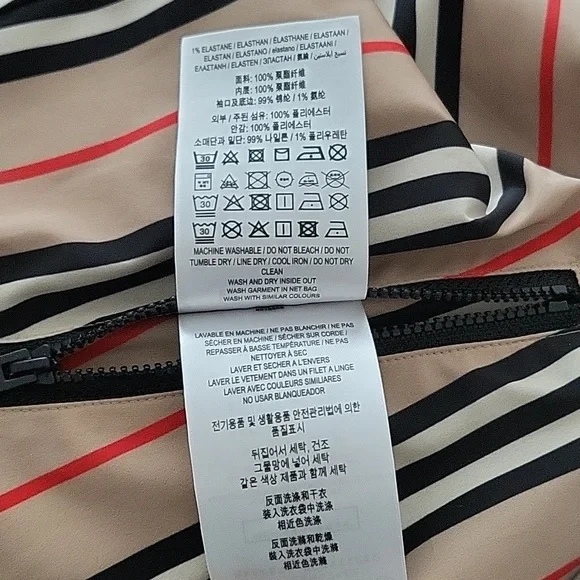 1% ELASTANE / ELASTHAN / ÉLASTHANE / ELASTAAN /
ELASTAN / ELASTANO / elastano / ELASTAN /
ΕΛΑΣΤΑΝΗ / ELASTEN / ЭЛАСТАН / 氨纶 /
面料: 100% 聚酯纤维
内层: 100% 聚酯纤维
袖口及底边: 99% 锦纶 / 1% 氨纶
외부 / 주된 섬유: 100% 폴리에스터
안감: 100% 폴리에스터
소매단과 밑단: 99% 나일론 / 1% 폴리우레탄
30
30
MACHINE WASHABLE / DO NOT BLEACH / DO NOT
TUMBLE DRY / LINE DRY / COOL IRON / DO NOT DRY
CLEAN
WASH AND DRY INSIDE OUT
WASH GARMENT IN NET BAG
WASH WITH SIMILAR COLOURS
LAVABLE EN MACHINE / NE PAS BLANCHIR / NE PAS
SÉCHER EN MACHINE / SÉCHER SUR CORDE /
REPASSER À BASSE TEMPÉRATURE / NE PAS
NETTOYER À SEC
LAVER ET SÉCHER A L'ENVERS
LAVER LE VETEMENT DANS UN FILET A LINGE
LAVER AVEC COULEURS SIMILAIRES
NO USAR BLANQUEADOR
전기용품 및 생활용품 안전관리법에 의한
품질표시
뒤집어서 세탁, 건조
그물망에 넣어 세탁
같은 색상 제품과 함께 세탁
反面洗涤和干衣
装入洗衣袋中洗涤
相近色洗涤
反面洗滌和乾燥
裝入洗衣袋中洗滌
相近色洗滌